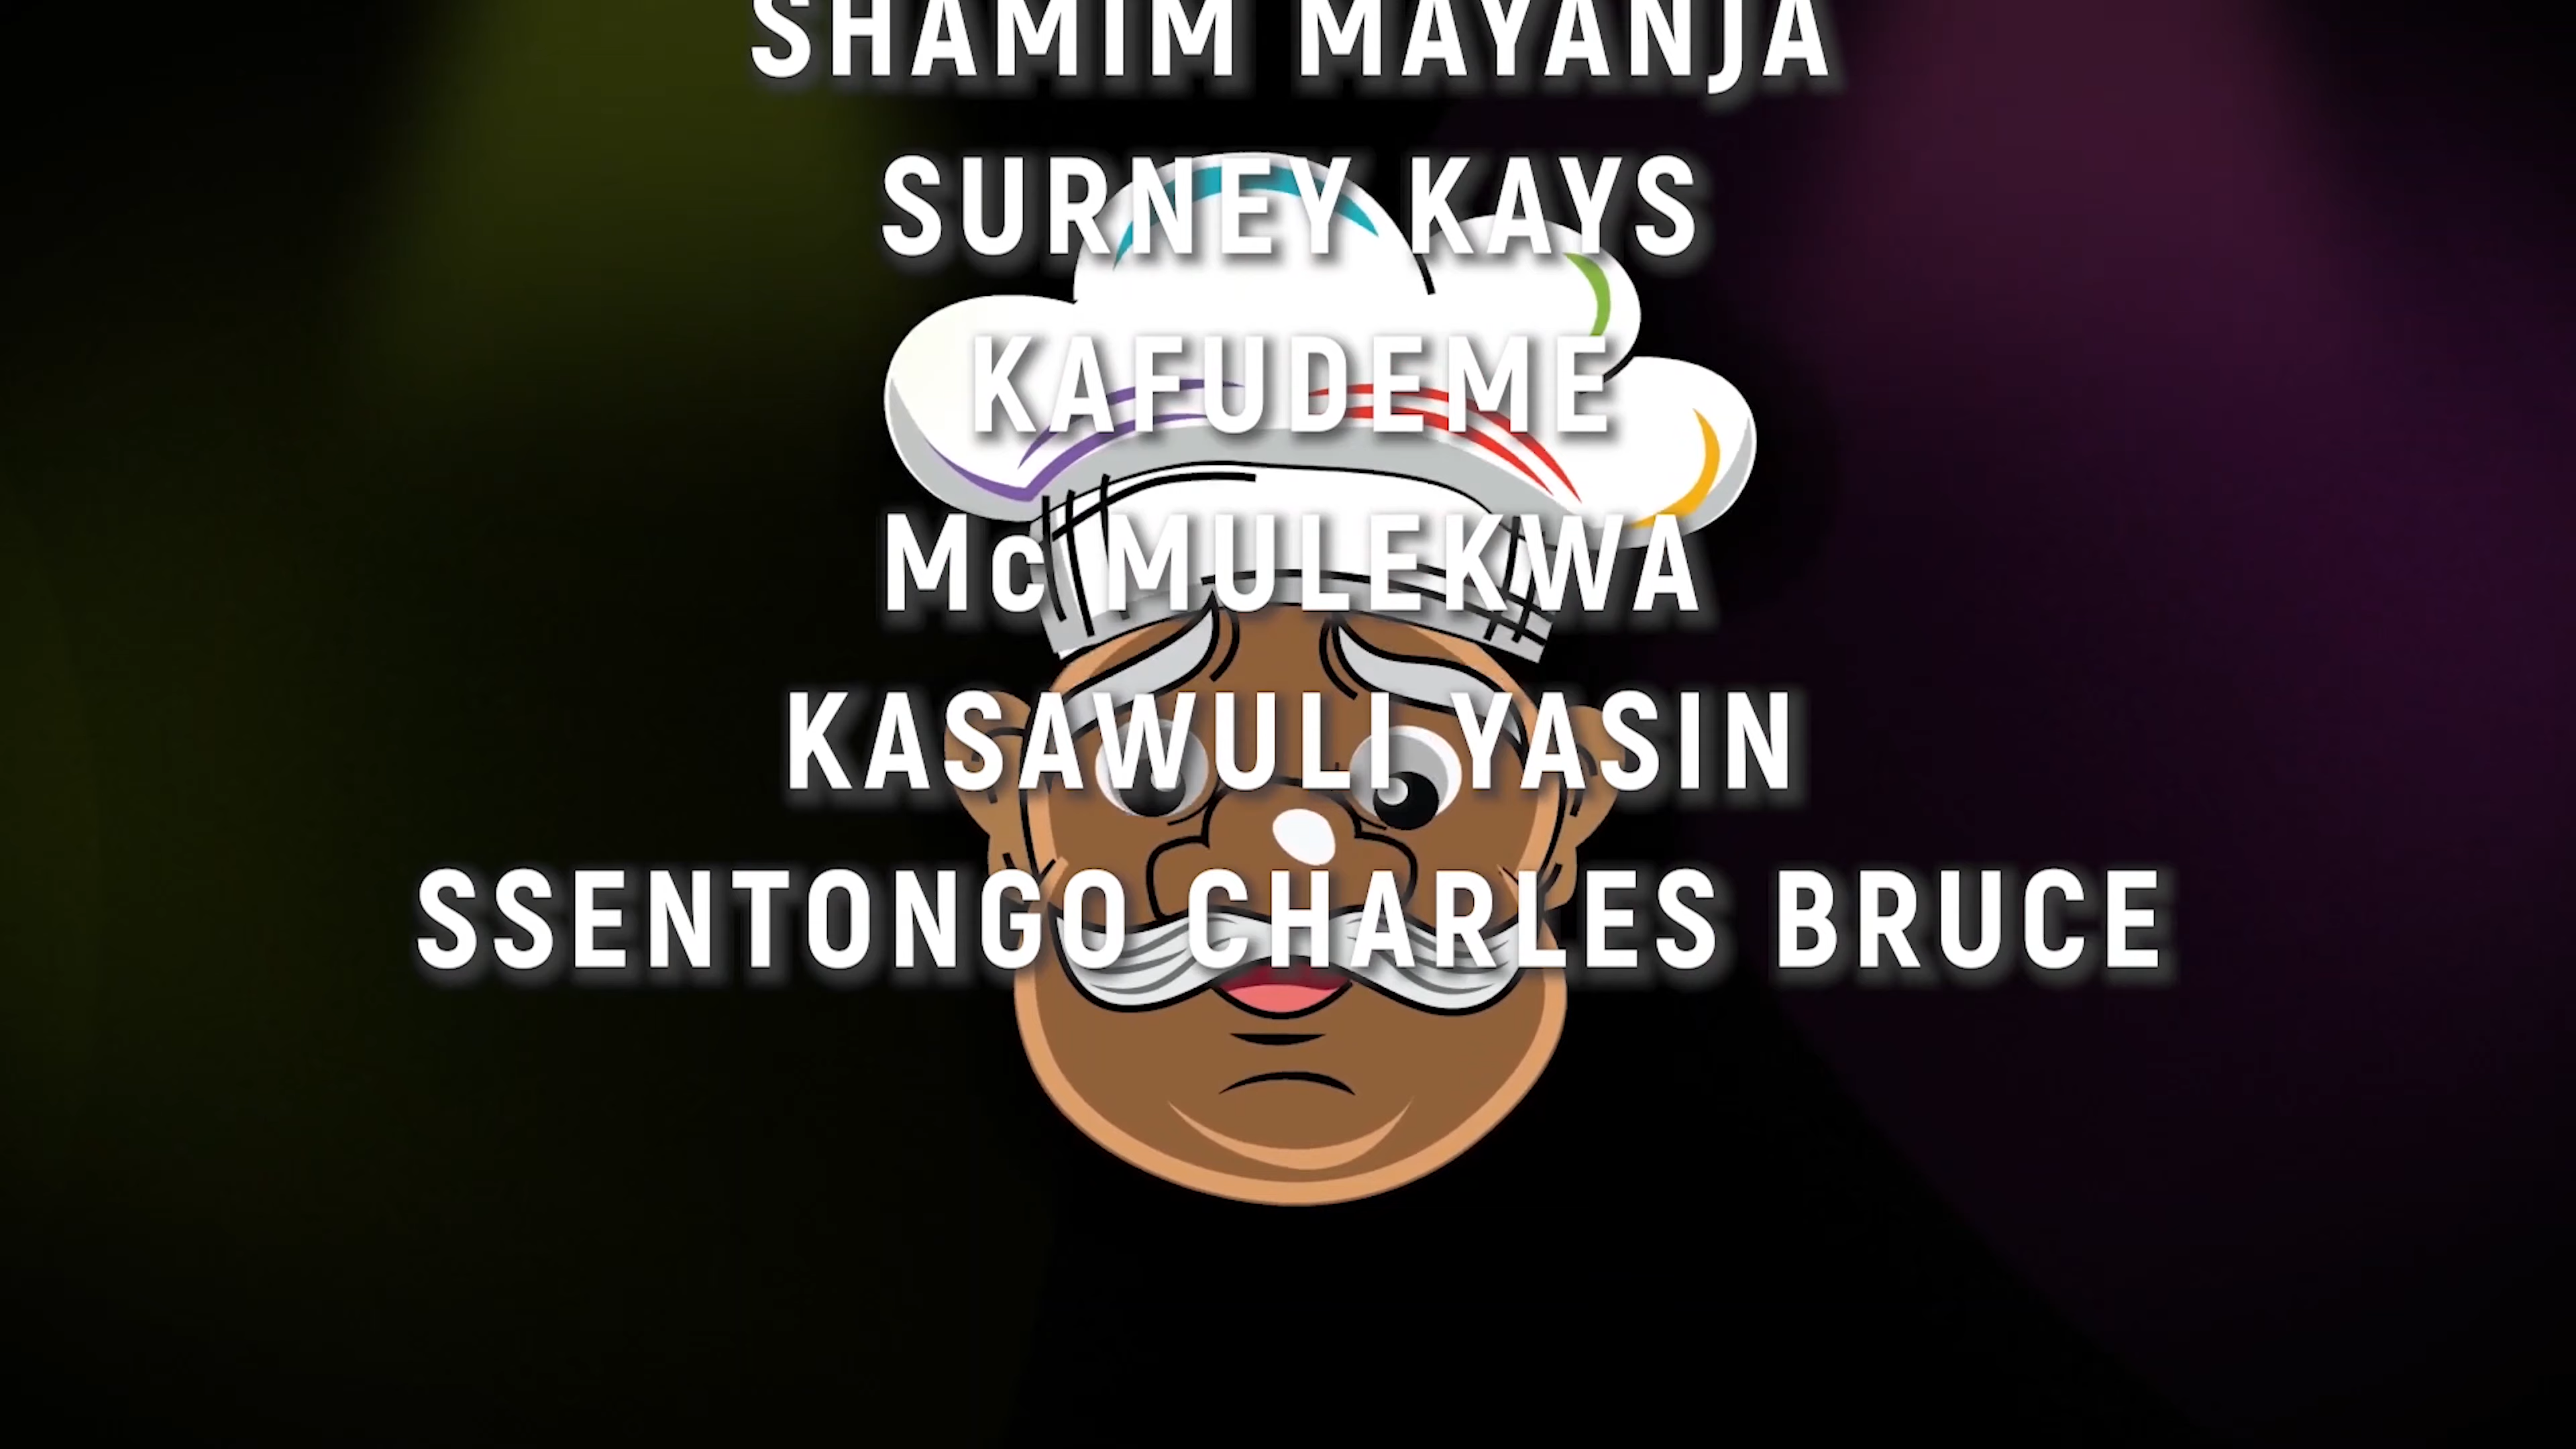 SHAMIM MAYANJA
SURNEY KAYS
KAFUDEME
Mc MULEKWA
KASAWULI YASIN
SSENTONGO CHARLES BRUCE